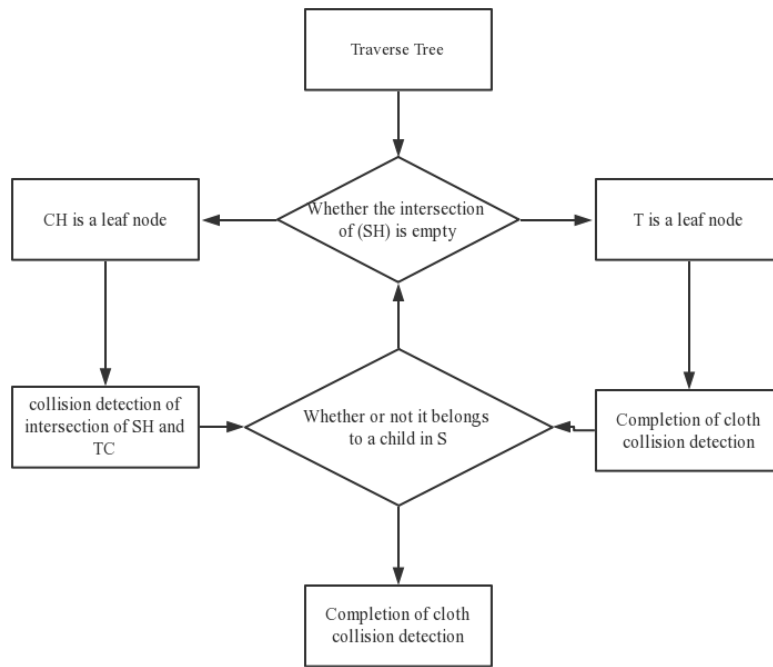 Traverse Tree
Whether the intersection
of (SH) is empty
CH is a leaf node
T is a leaf node
collision detection of
intersection of SH and
TC
Whether or not it belongs
to a child in S
Completion of cloth
collision detection
Completion of cloth
collision detection